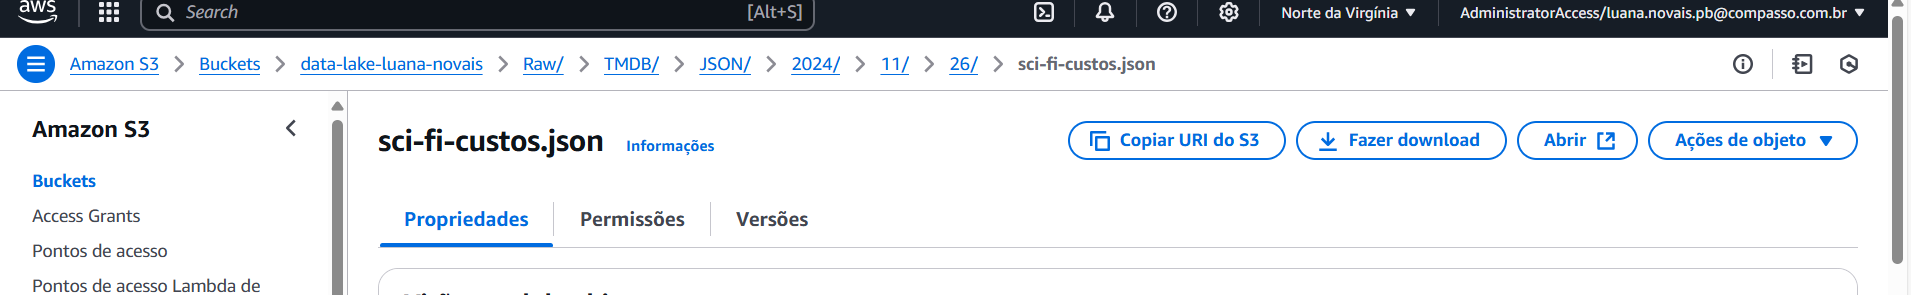 aws
Search [Alt+S] Norte da Virgínia AdministratorAccess/luana.novais.pb@compasso.com.br
Amazon S3 > Buckets > data-lake-luana-novais > Raw/ > TMDB/ > JSON/ > 2024/ > 11/ > 26/ > sci-fi-custos.json
Amazon S3
Buckets
Access Grants
Pontos de acesso
Pontos de acesso Lambda de
sci-fi-custos.json Informações
Copiar URI do S3 Fazer download Abrir Ações de objeto
Propriedades Permissões Versões